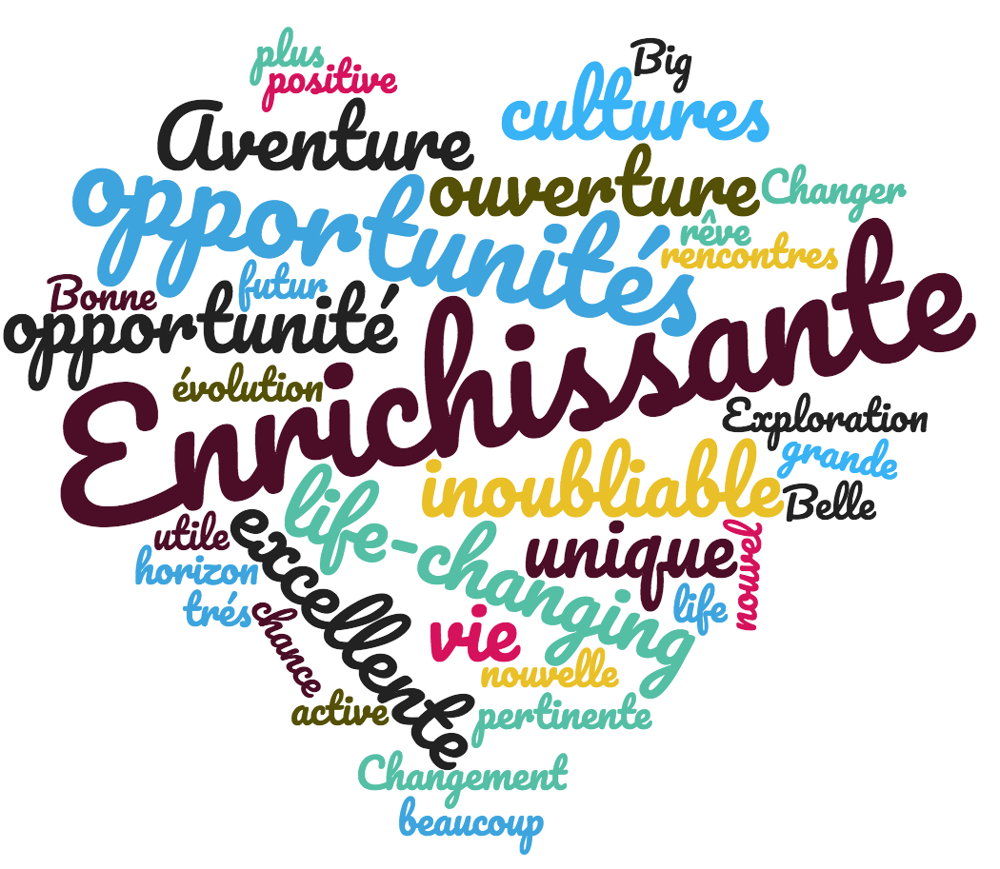 plus
positive
Big
cultures
Aventure
opportunités
ouverture
Changer
rêve
rencontres
futur
Bonne
opportunité
Enrichissante
évolution
Exploration
grande
Belle
inoubliable
life-changing
excellente
utile
horizon
trés
chance
unique
nouvel
life
vie
nouvelle
active
pertinente
Changement
beaucoup